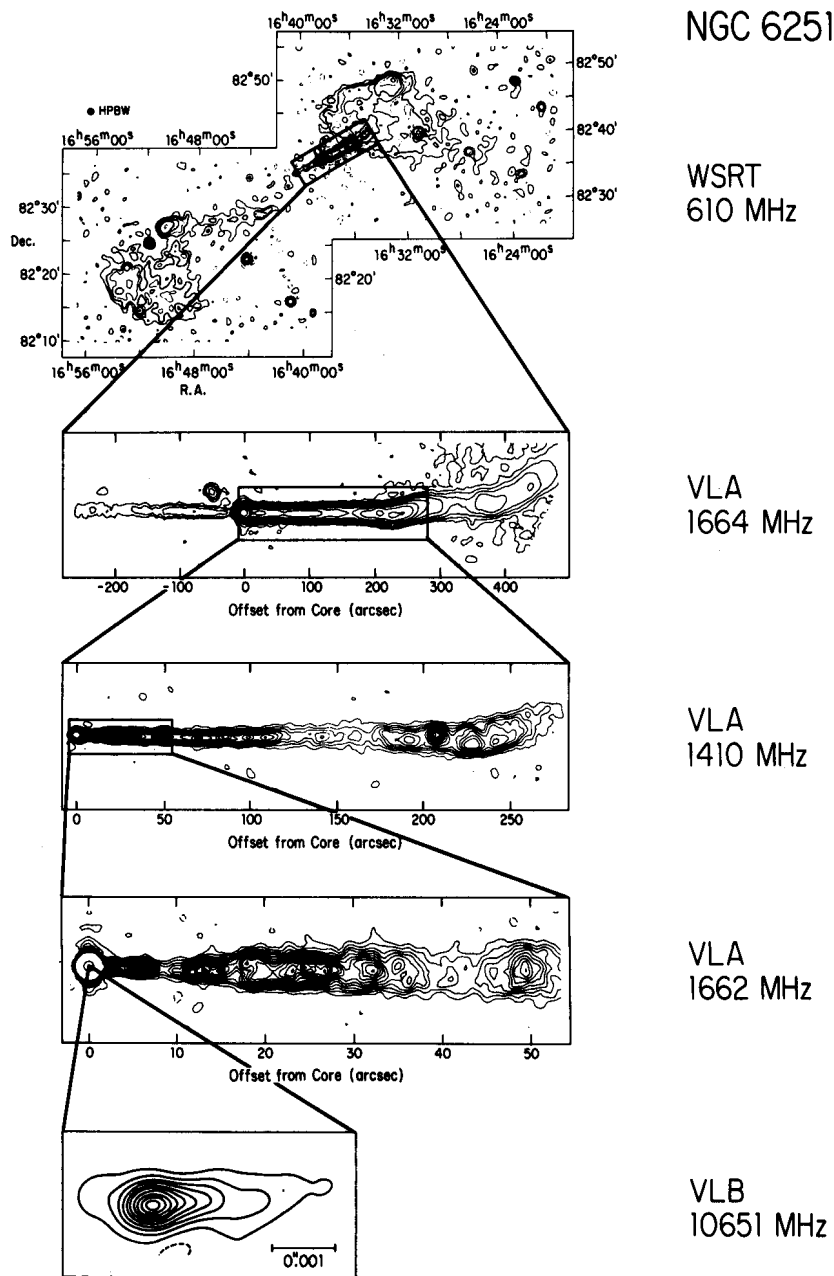 NGC 6251
16ʰ40ᵐ00ˢ 16ʰ32ᵐ00ˢ 16ʰ24ᵐ00ˢ
82°50'
82°50'
82°40'
82°30'
HPBW
16ʰ56ᵐ00ˢ 16ʰ48ᵐ00ˢ
WSRT
610 MHz
82°30'
Dec.
82°20'
82°10'
16ʰ32ᵐ00ˢ 16ʰ24ᵐ00ˢ
82°20'
16ʰ56ᵐ00ˢ 16ʰ48ᵐ00ˢ 16ʰ40ᵐ00ˢ
R.A.
VLA
1664 MHz
-200 -100 0 100 200 300 400
Offset from Core (arcsec)
VLA
1410 MHz
0 50 100 150 200 250
Offset from Core (arcsec)
VLA
1662 MHz
0 10 20 30 40 50
Offset from Core (arcsec)
VLB
10651 MHz
0".001